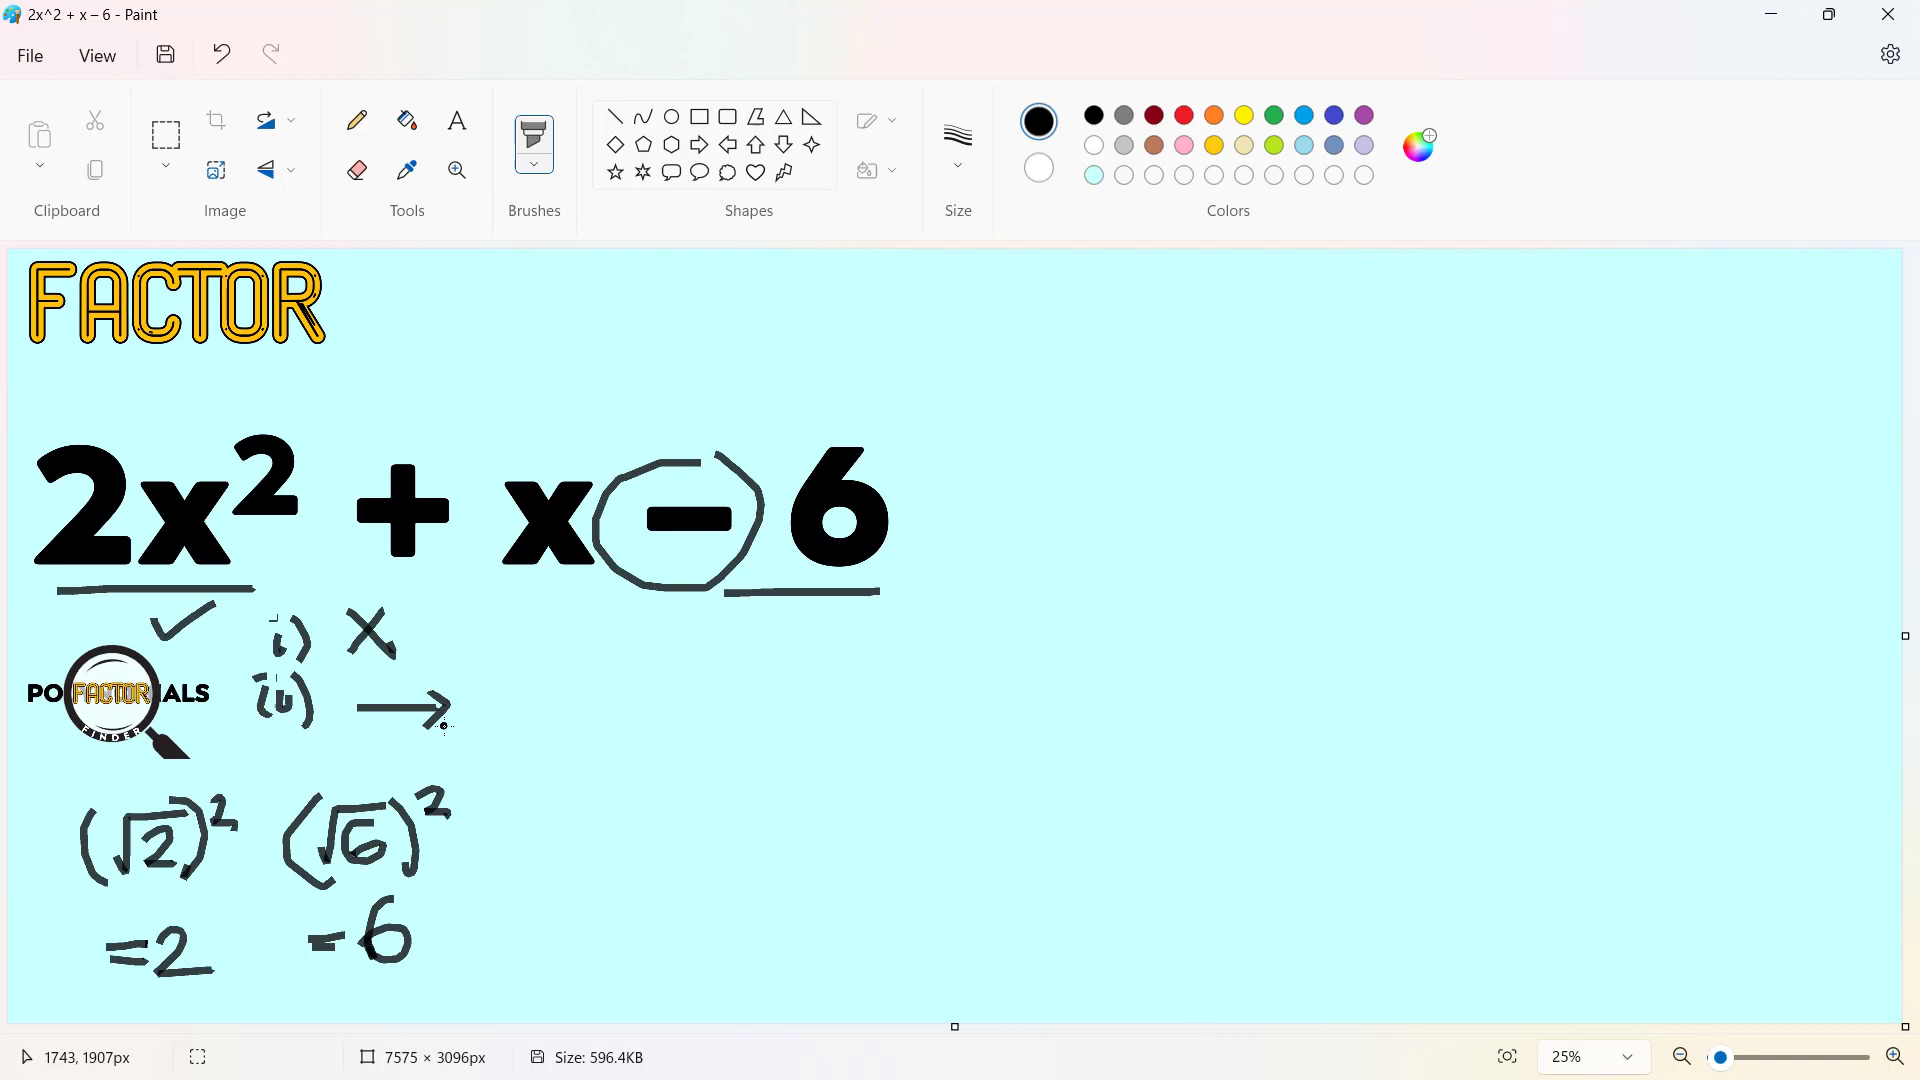 2x^2 + x – 6 - Paint
File View
Clipboard Image Tools Brushes Shapes Size Colors
FACTOR
2x² + x – 6
i) X
ii) →
PO FACTOR IALS
FINDER
(√2)² (√6)²
=2 =6
1743, 1907px 7575 × 3096px Size: 596.4KB 25%